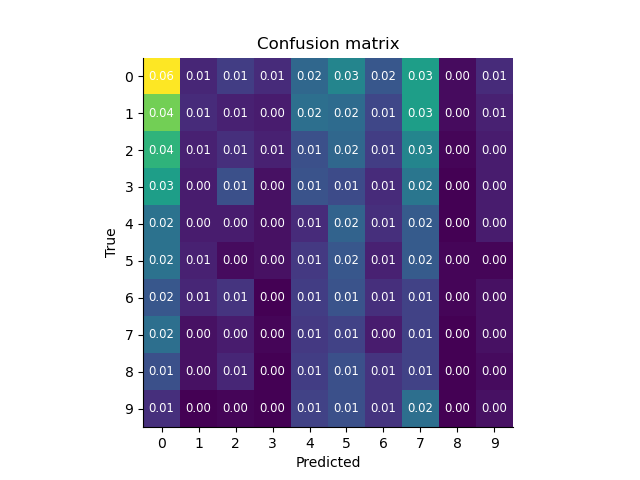 Confusion matrix
0 0.06 0.01 0.01 0.01 0.02 0.03 0.02 0.03 0.00 0.01
1 0.04 0.01 0.01 0.00 0.02 0.02 0.01 0.03 0.00 0.01
2 0.04 0.01 0.01 0.01 0.01 0.02 0.01 0.03 0.00 0.00
3 0.03 0.00 0.01 0.00 0.01 0.01 0.01 0.02 0.00 0.00
4 0.02 0.00 0.00 0.00 0.01 0.02 0.01 0.02 0.00 0.00
True
5 0.02 0.01 0.00 0.00 0.01 0.02 0.01 0.02 0.00 0.00
6 0.02 0.01 0.01 0.00 0.01 0.01 0.01 0.01 0.00 0.00
7 0.02 0.00 0.00 0.00 0.01 0.01 0.00 0.01 0.00 0.00
8 0.01 0.00 0.01 0.00 0.01 0.01 0.01 0.01 0.00 0.00
9 0.01 0.00 0.00 0.00 0.01 0.01 0.01 0.02 0.00 0.00
0 1 2 3 4 5 6 7 8 9
Predicted